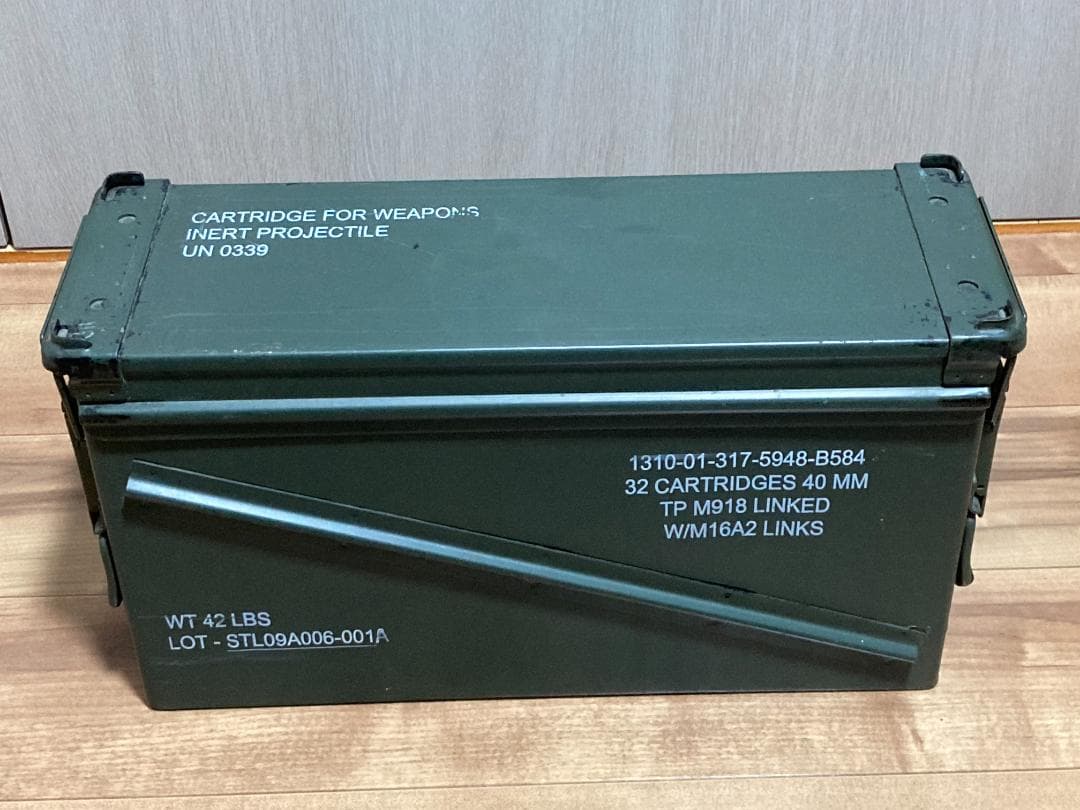 CARTRIDGE FOR WEAPONS
INERT PROJECTILE
UN 0339
1310-01-317-5948-B584
32 CARTRIDGES 40 MM
TP M918 LINKED
W/M16A2 LINKS
WT 42 LBS
LOT - STL09A006-001A